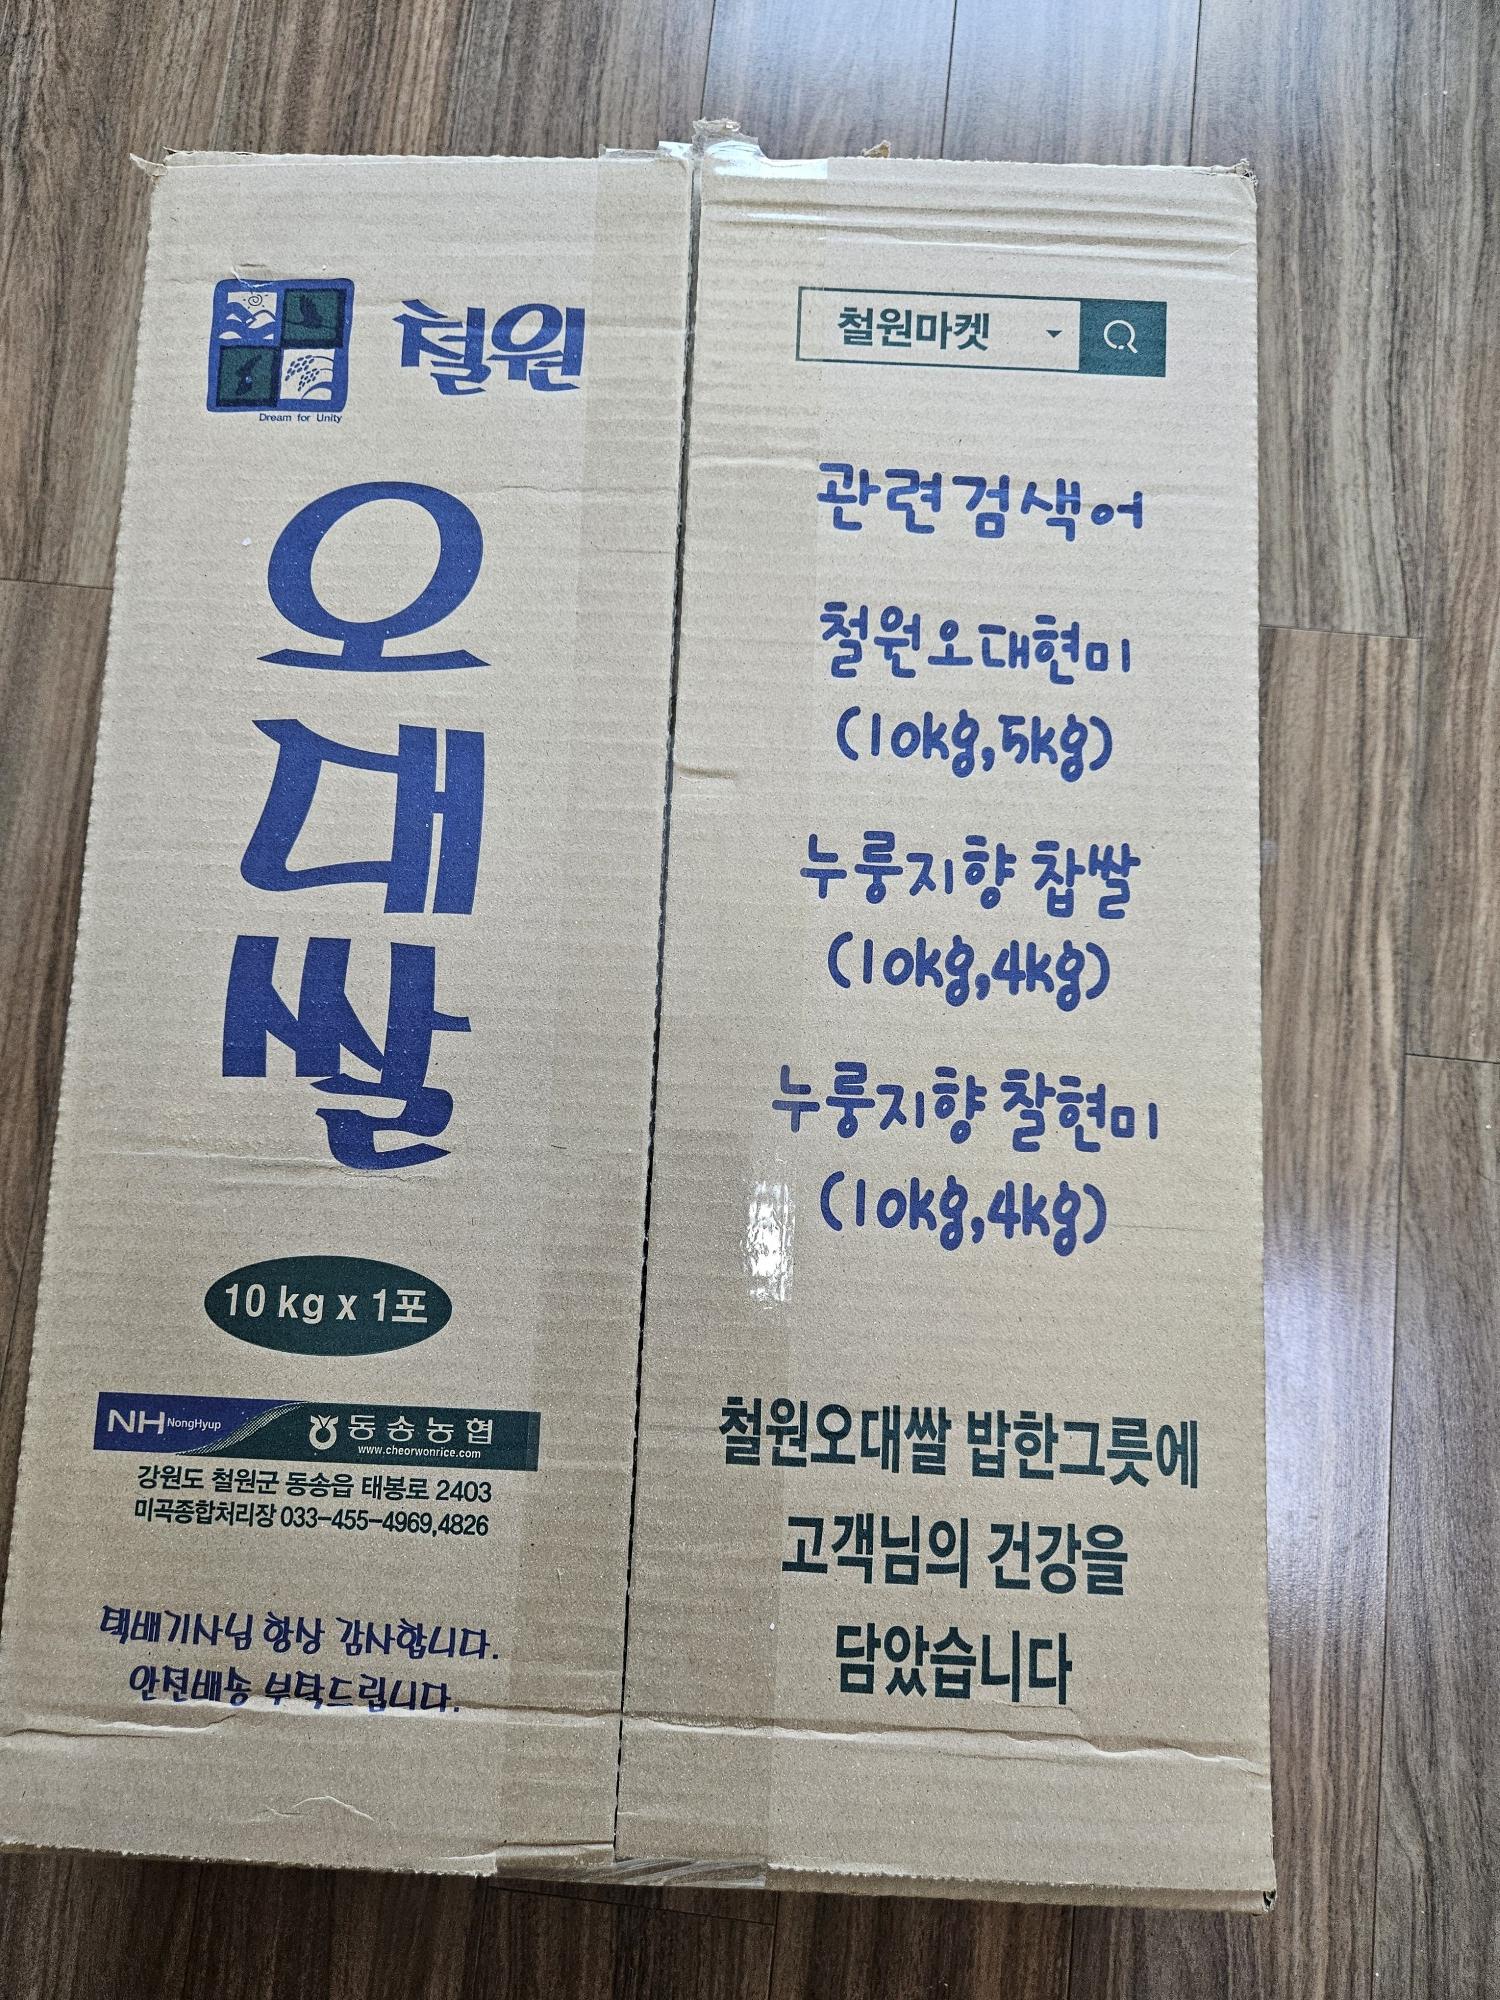 철원
Dream for Unity
오
대
쌀
10 kg x 1포
NH NongHyup
동송농협
www.cheorwonrice.com
강원도 철원군 동송읍 태봉로 2403
미곡종합처리장 033-455-4969,4826
택배기사님 항상 감사합니다.
안전배송 부탁드립니다.
철원마켓
관련검색어
철원오대현미
(10kg,5kg)
누룽지향 찹쌀
(10kg,4kg)
누룽지향 찰현미
(10kg,4kg)
철원오대쌀 밥한그릇에
고객님의 건강을
담았습니다